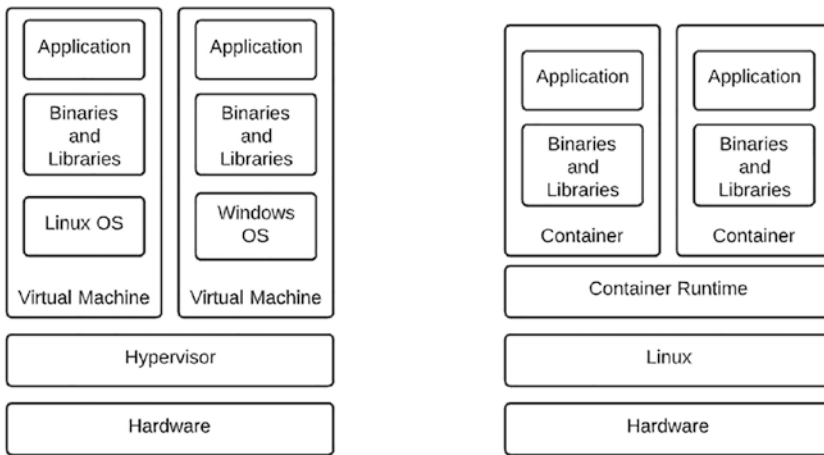 Application
Binaries
and
Libraries
Linux OS
Virtual Machine
Application
Binaries
and
Libraries
Windows
OS
Virtual Machine
Hypervisor
Hardware
Application
Binaries
and
Libraries
Container
Application
Binaries
and
Libraries
Container
Container Runtime
Linux
Hardware